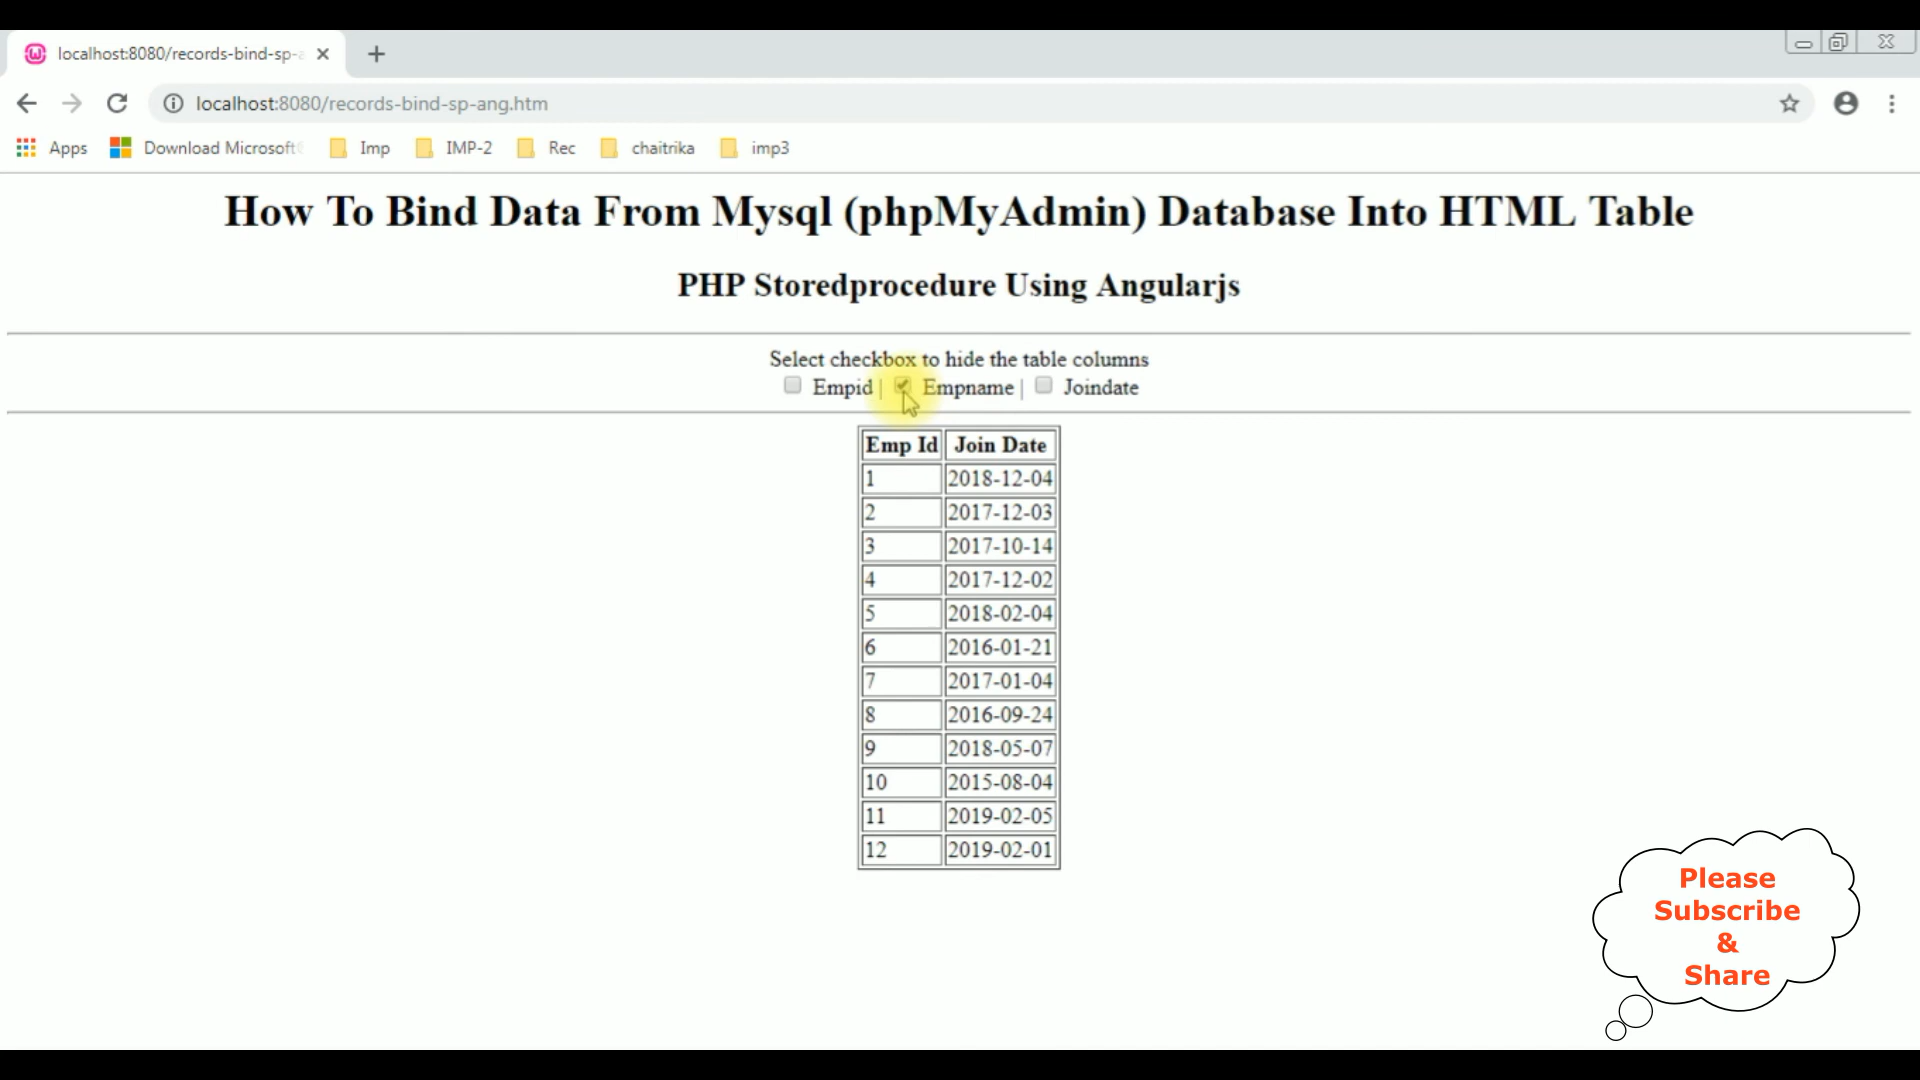 localhost:8080/records-bind-sp-
localhost:8080/records-bind-sp-ang.htm
Apps Download Microsoft Imp IMP-2 Rec chaitrika imp3
How To Bind Data From Mysql (phpMyAdmin) Database Into HTML Table
PHP Storedprocedure Using Angularjs
Select checkbox to hide the table columns
Empid | Empname | Joindate
Emp Id Join Date
1 2018-12-04
2 2017-12-03
3 2017-10-14
4 2017-12-02
5 2018-02-04
6 2016-01-21
7 2017-01-04
8 2016-09-24
9 2018-05-07
10 2015-08-04
11 2019-02-05
12 2019-02-01
Please
Subscribe
&
Share